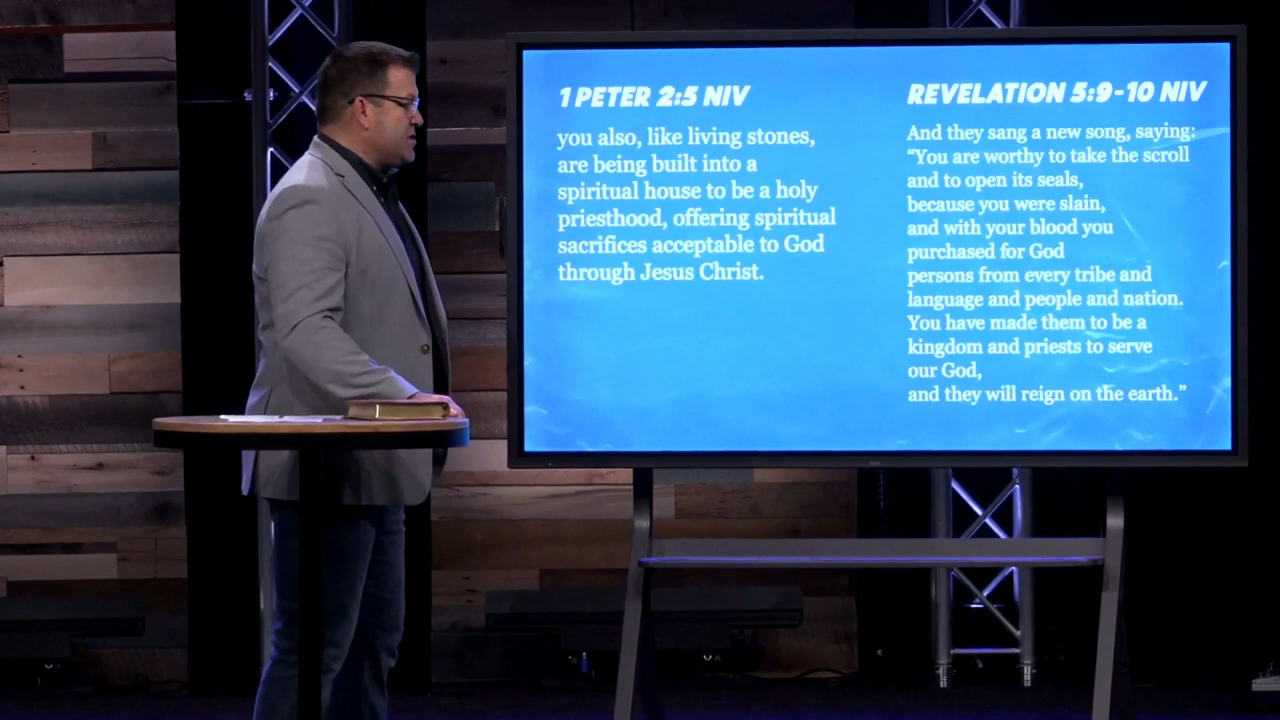 1 PETER 2:5 NIV
you also, like living stones,
are being built into a
spiritual house to be a holy
priesthood, offering spiritual
sacrifices acceptable to God
through Jesus Christ.
REVELATION 5:9-10 NIV
And they sang a new song, saying:
“You are worthy to take the scroll
and to open its seals,
because you were slain,
and with your blood you
purchased for God
persons from every tribe and
language and people and nation.
You have made them to be a
kingdom and priests to serve
our God,
and they will reign on the earth.”